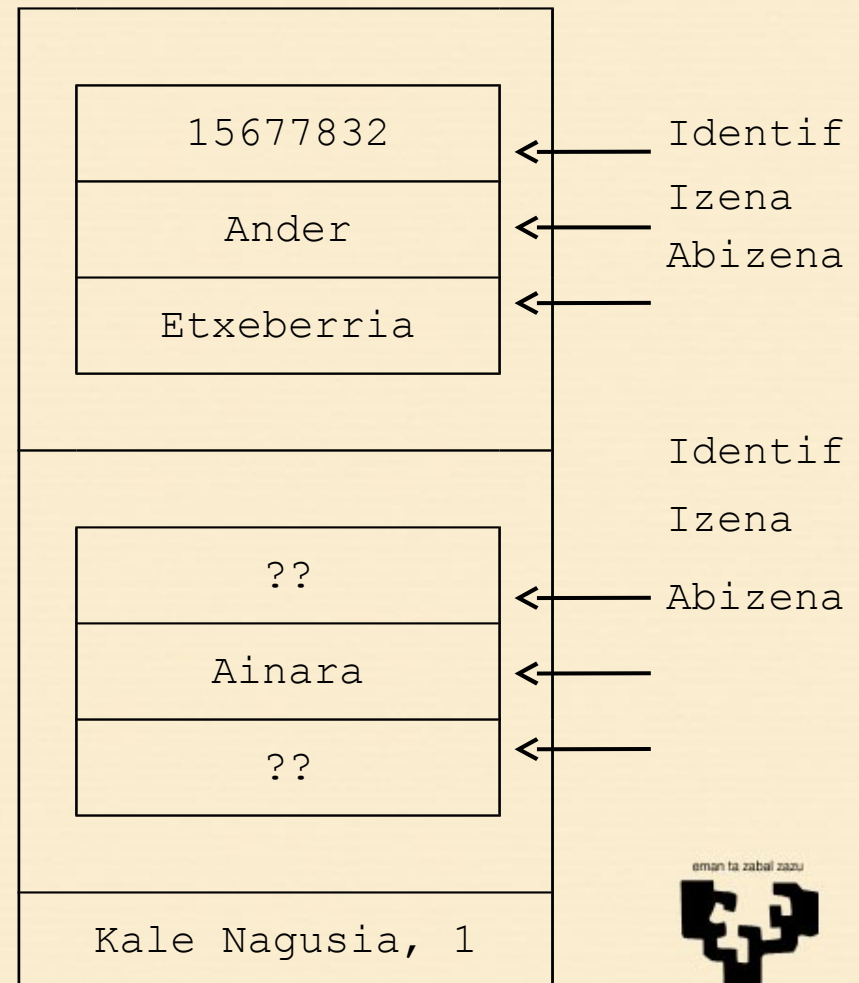 15677832
Identif
Izena
Ander
Abizena
Etxeberria
Identif
Izena
??
Abizena
Ainara
??
eman ta zabal zazu
Kale Nagusia, 1